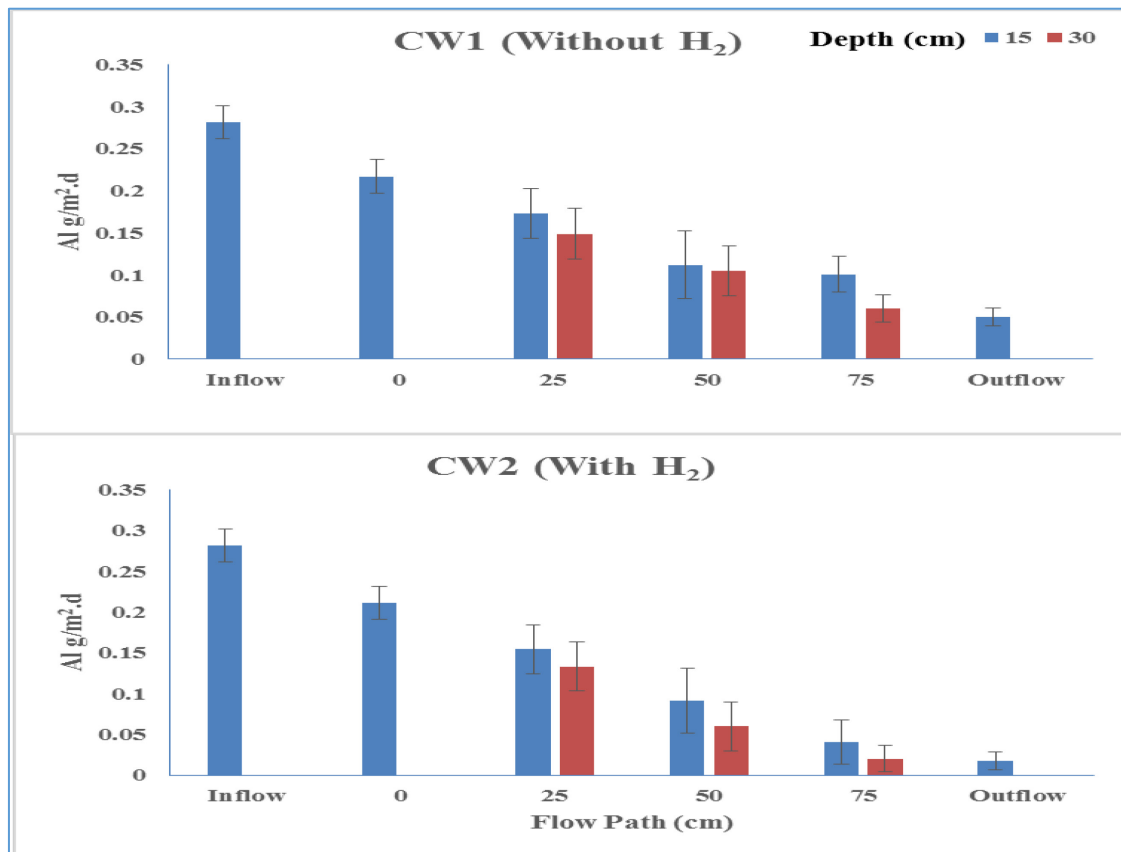 CW1 (Without H₂) Depth (cm) 15 30
0.35
0.3
0.25
0.2
0.15
0.1
0.05
0
Al g/m².d
Inflow 0 25 50 75 Outflow
CW2 (With H₂)
0.35
0.3
0.25
0.2
0.15
0.1
0.05
0
Al g/m².d
Inflow 0 25 50 75 Outflow
Flow Path (cm)